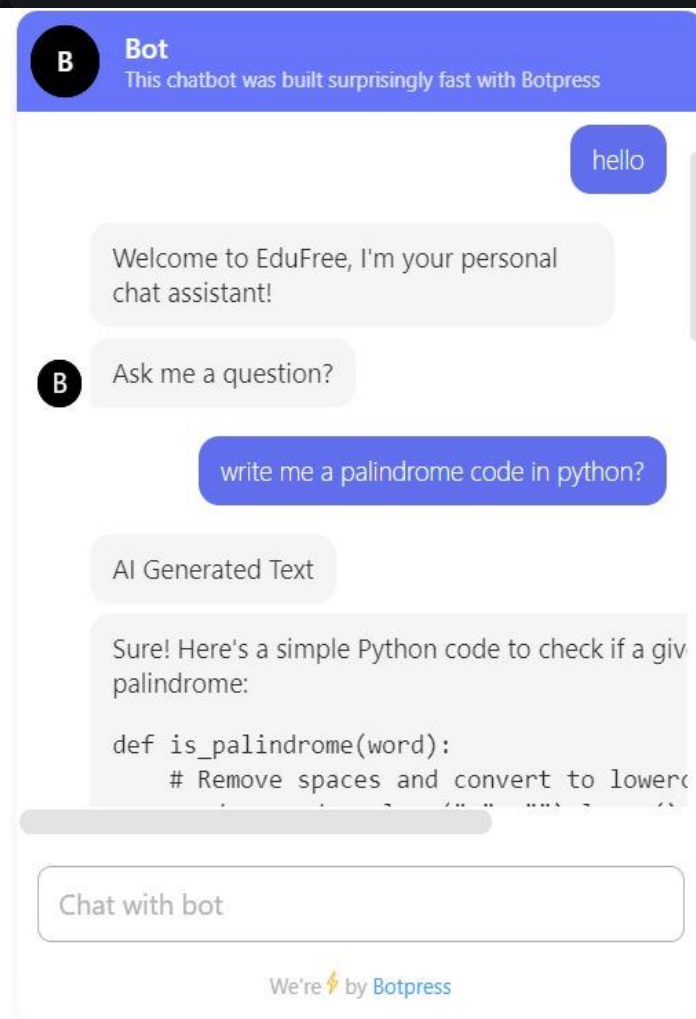 B
Bot
This chatbot was built surprisingly fast with Botpress
hello
Welcome to EduFree, I'm your personal
chat assistant!
B
Ask me a question?
write me a palindrome code in python?
AI Generated Text
Sure! Here's a simple Python code to check if a giv
palindrome:
def is_palindrome(word):
# Remove spaces and convert to lowerc
Chat with bot
We're⚡by Botpress